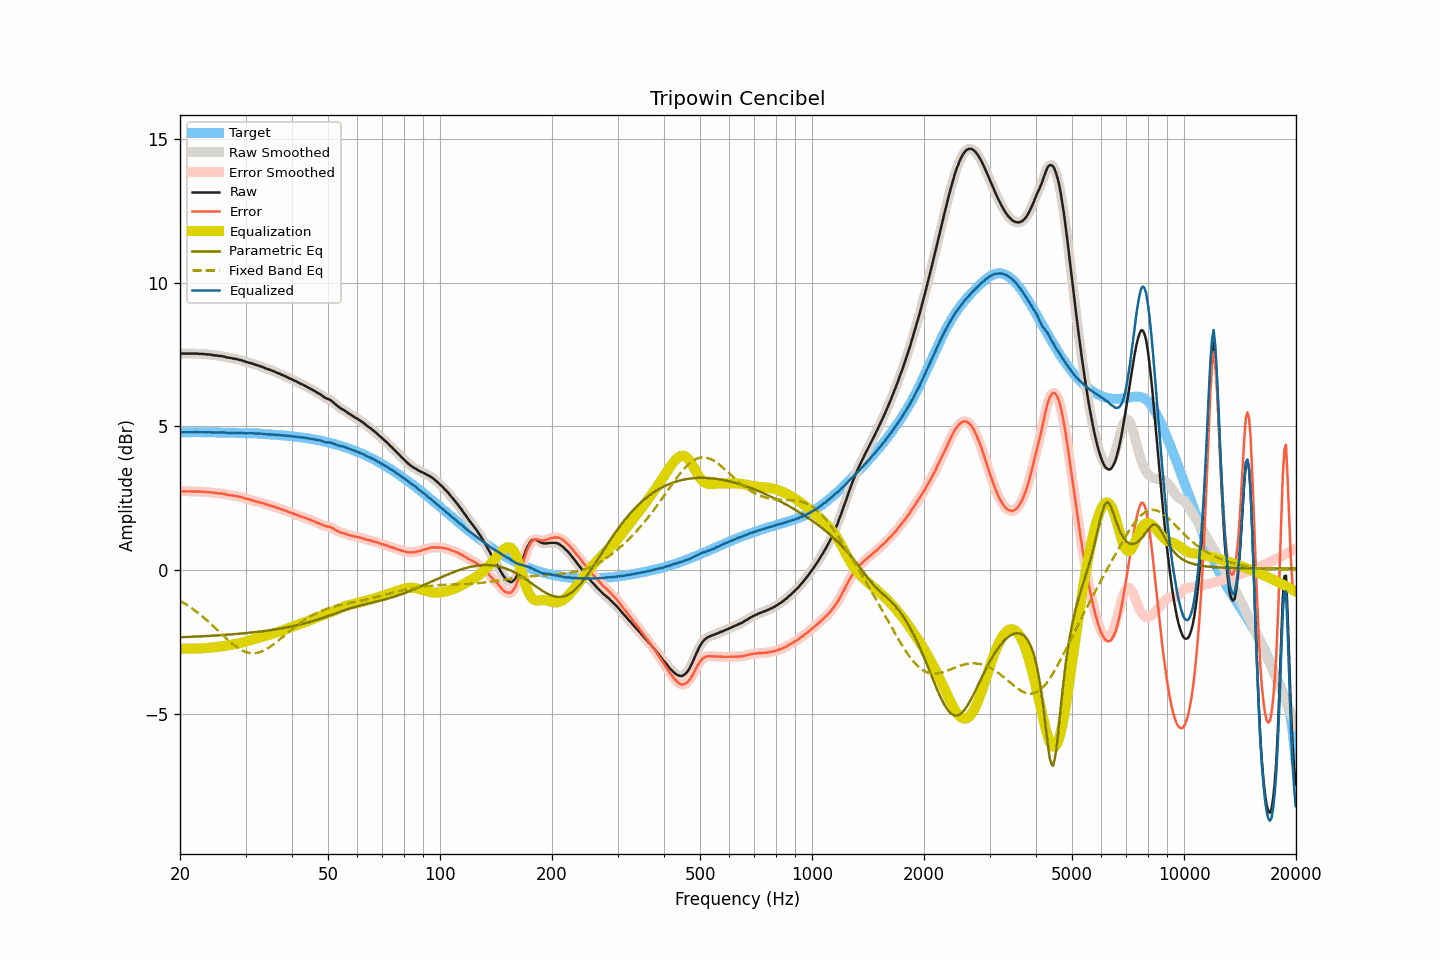 Tripowin Cencibel
Target
Raw Smoothed
Error Smoothed
Raw
Error
Equalization
Parametric Eq
Fixed Band Eq
Equalized
15
10
5
0
−5
Amplitude (dBr)
20 50 100 200 500 1000 2000 5000 10000 20000
Frequency (Hz)